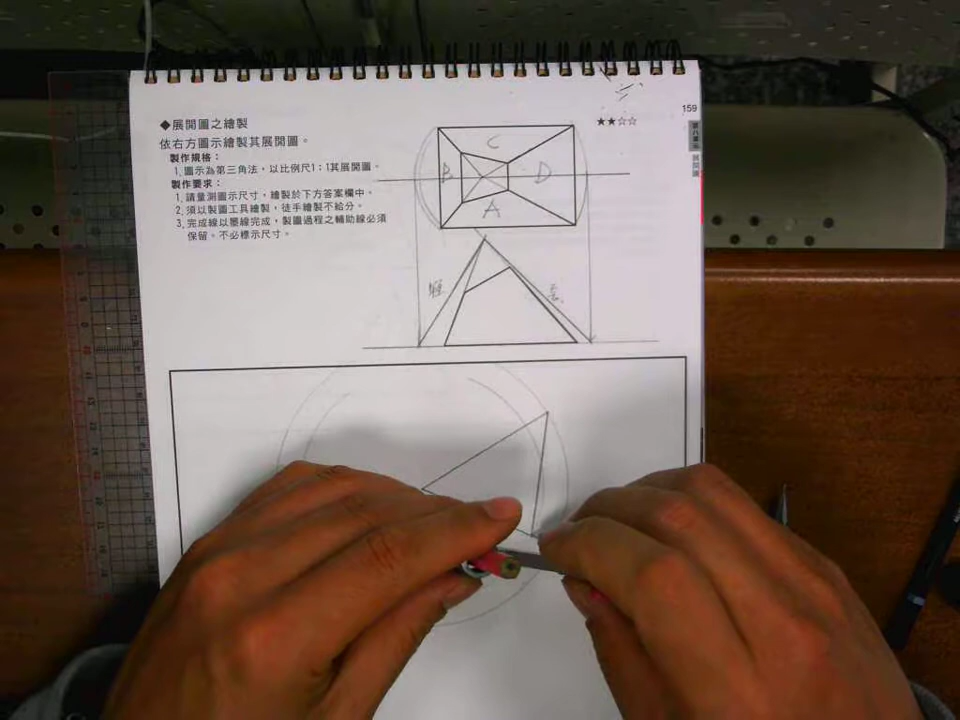 159
◆展開圖之繪製
★★☆☆
依右方圖示繪製其展開圖。
製作規格：
1. 圖示為第三角法，以比例尺1：1其展開圖。
製作要求：
1. 請量測圖示尺寸，繪製於下方答案欄中。
2. 須以製圖工具繪製，徒手繪製不給分。
3. 完成線以墨線完成，製圖過程之輔助線必須
保留。不必標示尺寸。
展開圖
C
B
D
A